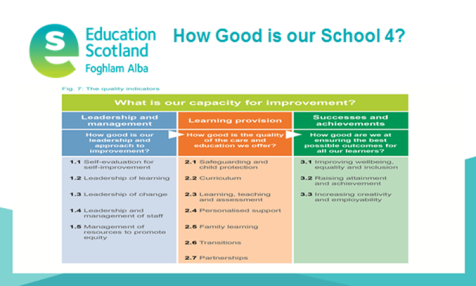 Education
Scotland
Foghlam Alba
How Good is our School 4?
Fig 7: The quality indicators
What is our capacity for improvement?
Leadership and
management
How good is our
leadership and
approach to
improvement?
1.1 Self-evaluation for
self-improvement
1.2 Leadership of learning
1.3 Leadership of change
1.4 Leadership and
management of staff
1.5 Management of
resources to promote
equity
Learning provision
How good is the quality
of the care and
education we offer?
2.1 Safeguarding and
child protection
2.2 Curriculum
2.3 Learning, teaching
and assessment
2.4 Personalised support
2.5 Family learning
2.6 Transitions
2.7 Partnerships
Successes and
achievements
How good are we at
ensuring the best
possible outcomes for
all our learners?
3.1 Improving wellbeing,
equality and inclusion
3.2 Raising attainment
and achievement
3.3 Increasing creativity
and employability